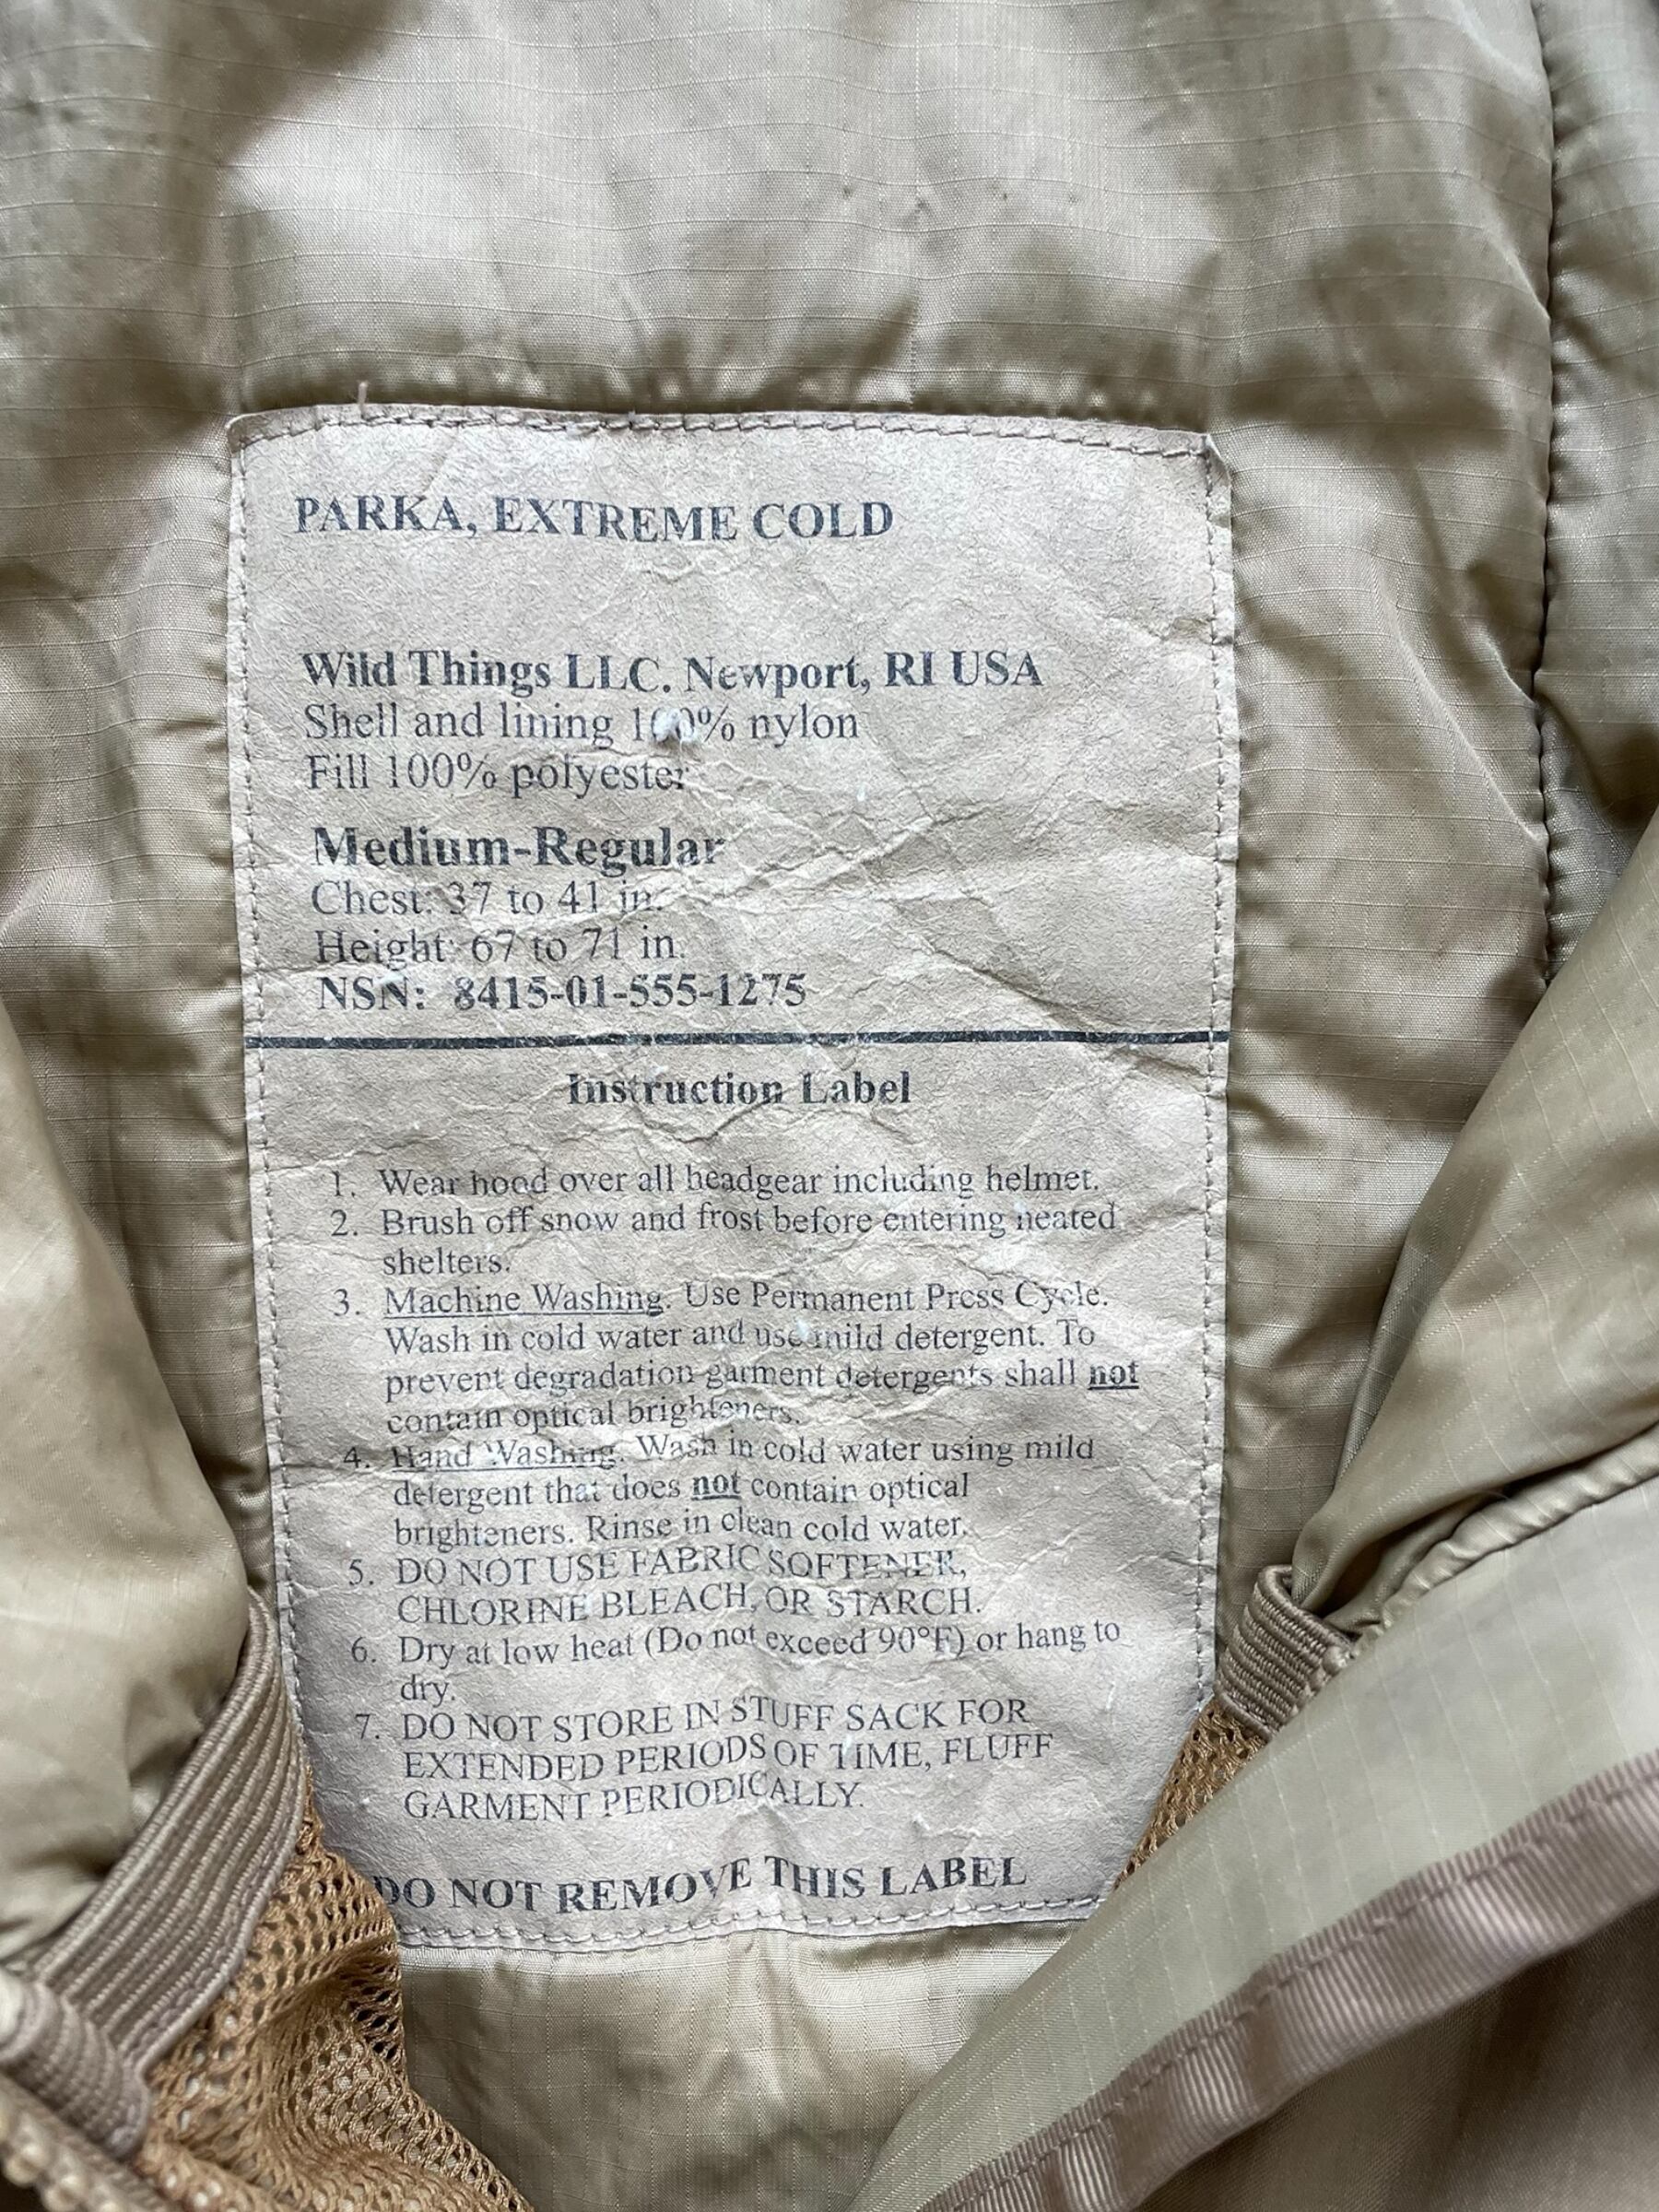 PARKA, EXTREME COLD
Wild Things LLC. Newport, RI USA
Shell and lining 100% nylon
Fill 100% polyester
Medium-Regular
Chest: 37 to 41 in.
Height: 67 to 71 in.
NSN: 8415-01-555-1275
Instruction Label
1. Wear hood over all headgear including helmet.
2. Brush off snow and frost before entering heated
shelters.
3. Machine Washing. Use Permanent Press Cycle.
Wash in cold water and use mild detergent. To
prevent degradation garment detergents shall not
contain optical brighteners.
4. Hand Washing. Wash in cold water using mild
detergent that does not contain optical
brighteners. Rinse in clean cold water.
5. DO NOT USE FABRIC SOFTENER,
CHLORINE BLEACH, OR STARCH.
6. Dry at low heat (Do not exceed 90°F) or hang to
dry.
7. DO NOT STORE IN STUFF SACK FOR
EXTENDED PERIODS OF TIME, FLUFF
GARMENT PERIODICALLY.
DO NOT REMOVE THIS LABEL